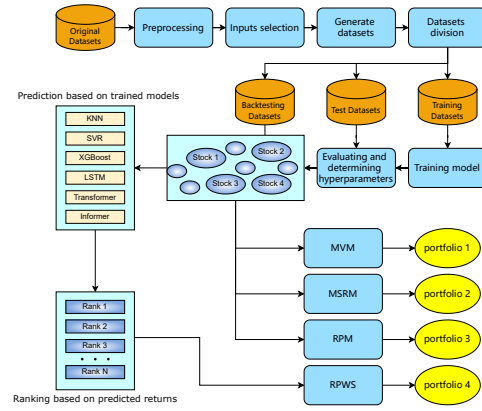 Original
Datasets
Preprocessing
Inputs selection
Generate
datasets
Datasets
division
Backtesting
Datasets
Test Datasets
Training
Datasets
Prediction based on trained models
KNN
SVR
XGBoost
LSTM
Transformer
Informer
Stock 1
Stock 2
Stock 3
Stock 4
Evaluating and
determining
hyperparameters
Training model
MVM
portfolio 1
MSRM
portfolio 2
RPM
portfolio 3
RPWS
portfolio 4
Rank 1
Rank 2
Rank 3
. . . .
Rank N
Ranking based on predicted returns